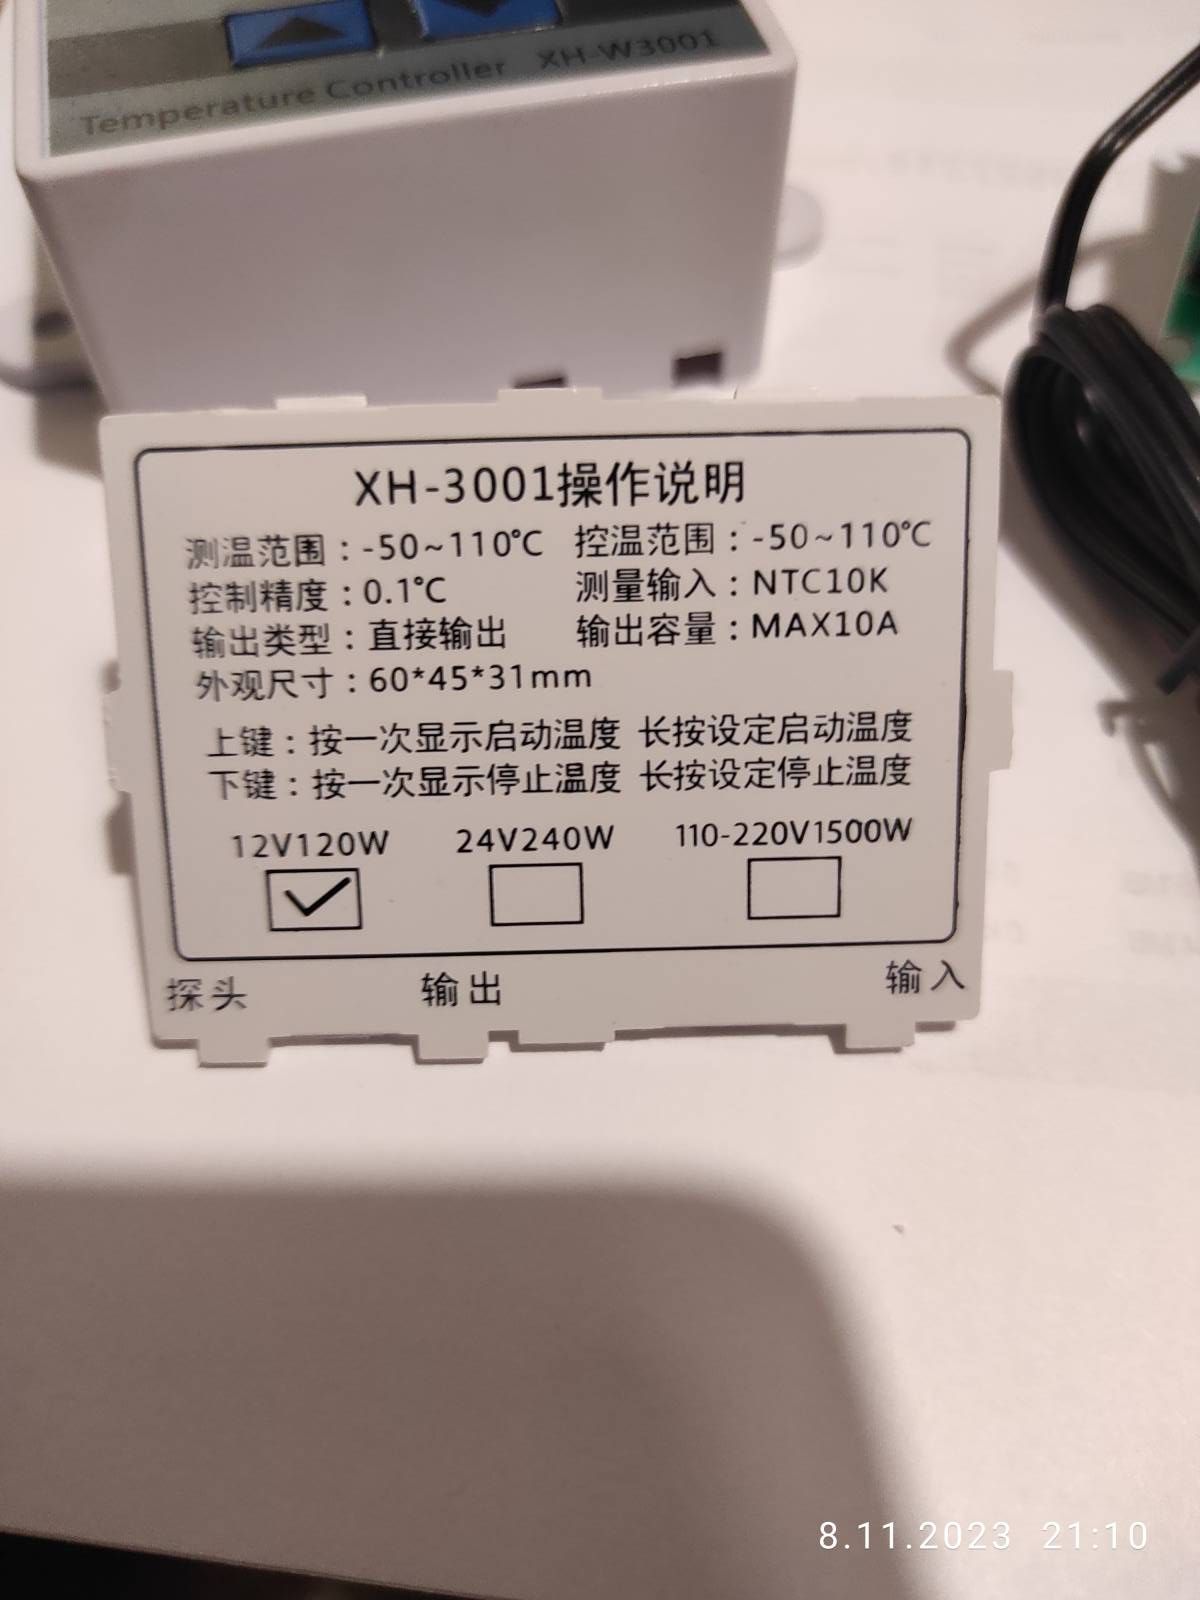 Temperature Controller XH-W3001
XH-3001操作说明
测温范围：-50~110℃ 控温范围：-50~110℃
控制精度：0.1℃ 测量输入：NTC10K
输出类型：直接输出 输出容量：MAX10A
外观尺寸：60*45*31mm
上键：按一次显示启动温度 长按设定启动温度
下键：按一次显示停止温度 长按设定停止温度
12V120W 24V240W 110-220V1500W
探头 输出 输入
8.11.2023 21:10